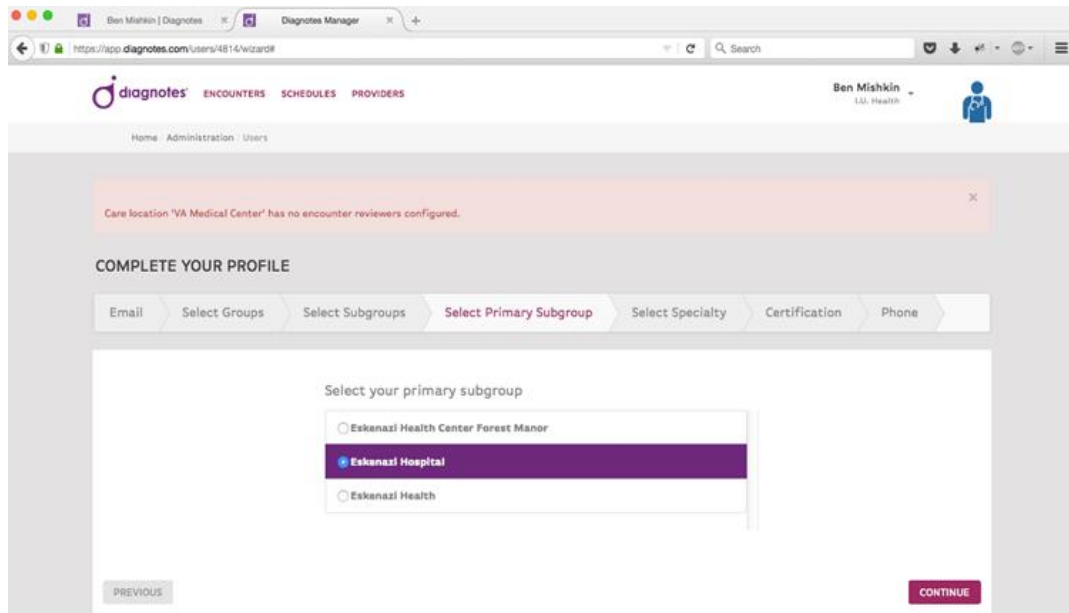 Ben Mishkin | Diagnotes
Diagnotes Manager
https://app.diagnotes.com/users/4814/wizard#
Search
diagnotes ENCOUNTERS SCHEDULES PROVIDERS
Ben Mishkin
I.U. Health
Home Administration Users
Care location 'VA Medical Center' has no encounter reviewers configured.
COMPLETE YOUR PROFILE
Email Select Groups Select Subgroups Select Primary Subgroup Select Specialty Certification Phone
Select your primary subgroup
Eskenazi Health Center Forest Manor
Eskenazi Hospital
Eskenazi Health
PREVIOUS CONTINUE